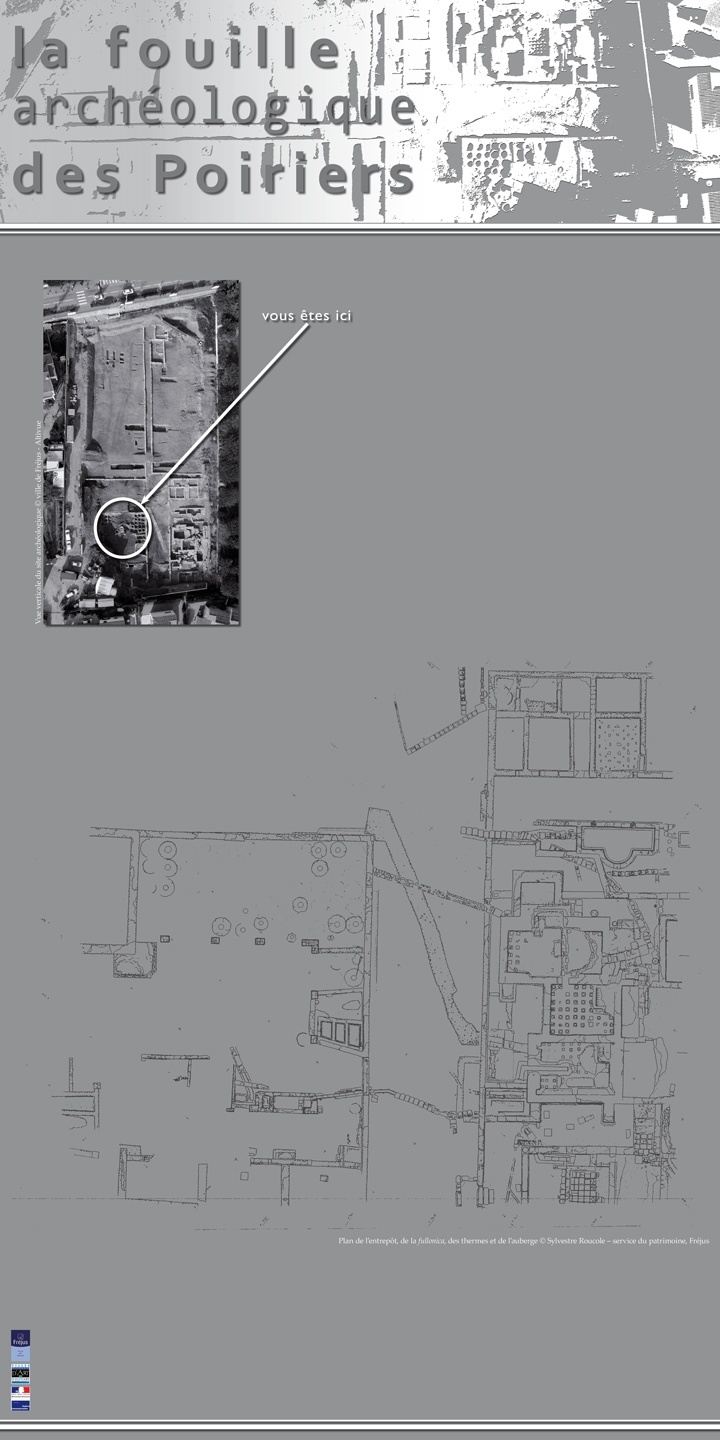 la fouille
archéologique
des Poiriers
vous êtes ici
Vue verticale du site archéologique © ville de Fréjus - Altivue
Plan de l'entrepôt, de la fullonica, des thermes et de l'auberge © Sylvestre Roucole – service du patrimoine, Fréjus
Fréjus